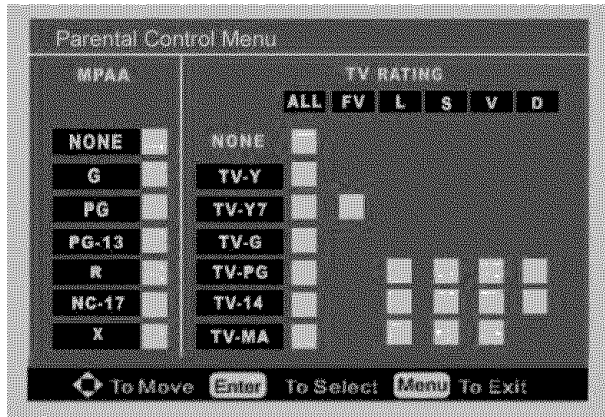 Parental Control Menu
MPAA
TV RATING
ALL FV L S V D
NONE NONE
G TV-Y
PG TV-Y7
PG-13 TV-G
R TV-PG
NC-17 TV-14
X TV-MA
To Move Enter To Select Menu To Exit